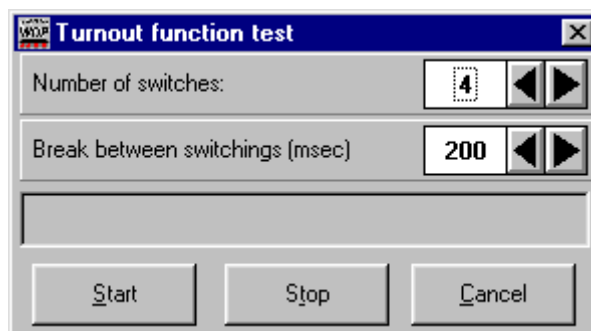 W.D.P
Turnout function test
Number of switches: 4
Break between switchings (msec) 200
Start Stop Cancel